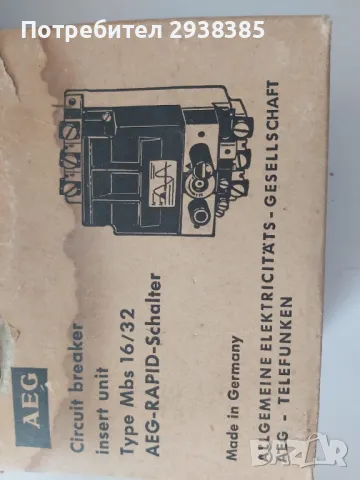 Потребител 2938385
AEG
Circuit breaker
insert unit
Type Mbs 16/32
AEG-RAPID-Schalter
Made in Germany
ALLGEMEINE ELEKTRICITÄTS-GESELLSCHAFT
AEG - TELEFUNKEN
bazar